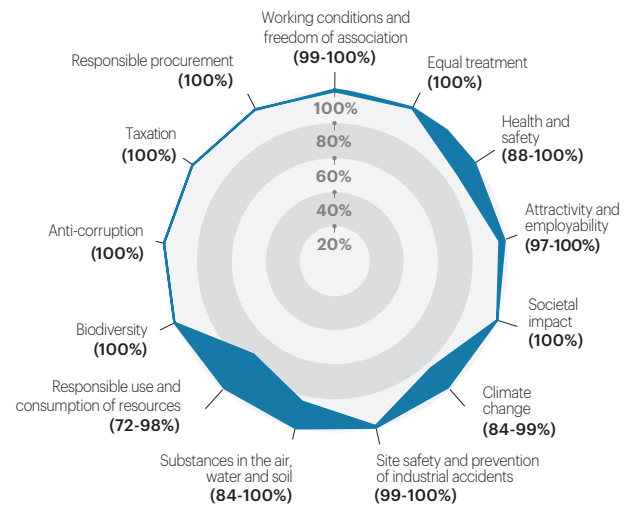 Working conditions and
freedom of association
(99-100%)
Equal treatment
(100%)
Health and
safety
(88-100%)
Attractivity and
employability
(97-100%)
Societal
impact
(100%)
Climate
change
(84-99%)
Site safety and prevention
of industrial accidents
(99-100%)
Substances in the air,
water and soil
(84-100%)
Responsible use and
consumption of resources
(72-98%)
Biodiversity
(100%)
Anti-corruption
(100%)
Taxation
(100%)
Responsible procurement
(100%)
100%
80%
60%
40%
20%